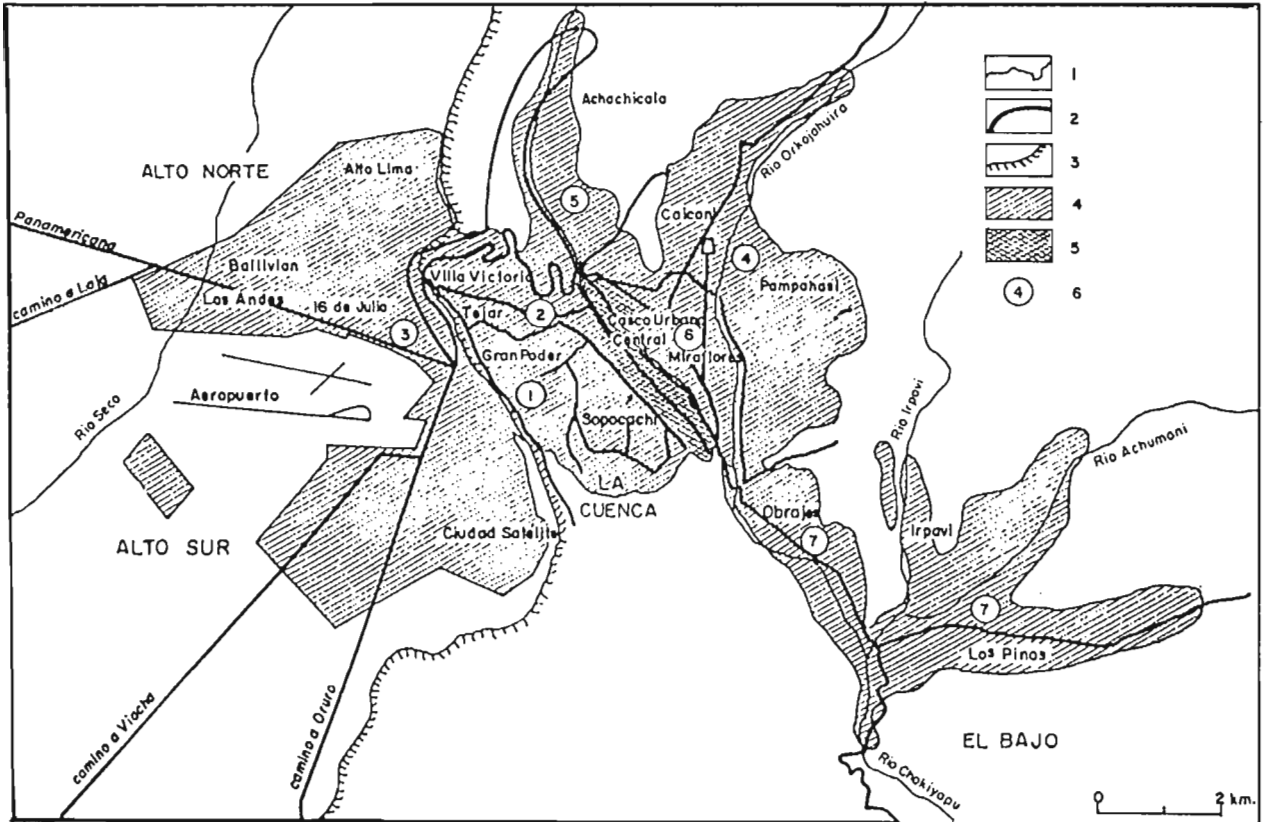 Achachicala
1
2
3
4
5
4
6
Rio Orkojahuira
ALTO NORTE
Alto Lima
5
Calconi
4
Panamericana
Ballivian
Villa Victoria
Pampahasi
camino a Laja
Los Andes
16 de Julio
Tejar
2
Casco Urbano
Central
6
3
Miraflores
Gran Poder
Rio Irpavi
Aeropuerto
1
Rio Seco
Sopocachi
Rio Achumani
LA
CUENCA
Obrajes
Irpavi
Ciudad Satelite
ALTO SUR
7
7
Los Pinos
camino a Viacha
camino a Oruro
EL BAJO
Rio Chokiyapu
0 2 km.